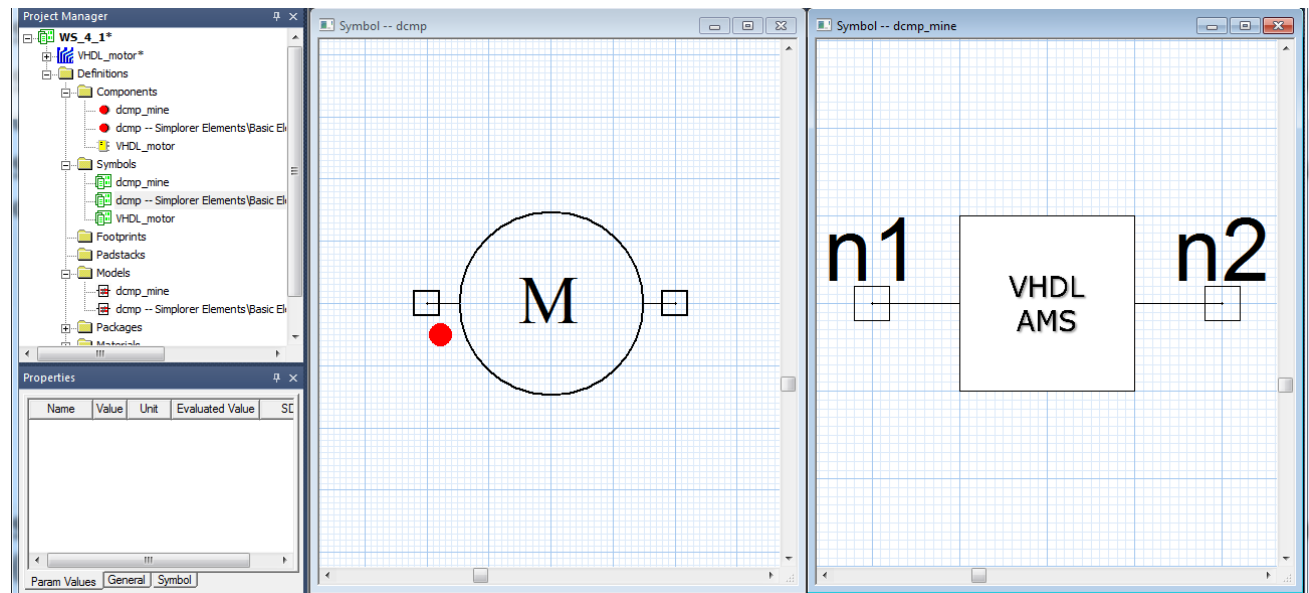 Project Manager
WS_4_1*
VHDL_motor*
Definitions
Components
dcmp_mine
dcmp -- Simplorer Elements\Basic El
VHDL_motor
Symbols
dcmp_mine
dcmp -- Simplorer Elements\Basic El
VHDL_motor
Footprints
Padstacks
Models
dcmp_mine
dcmp -- Simplorer Elements\Basic El
Packages
Materials
Properties
Name Value Unit Evaluated Value SD
Param Values General Symbol
Symbol -- dcmp
M
Symbol -- dcmp_mine
n1 n2
VHDL
AMS